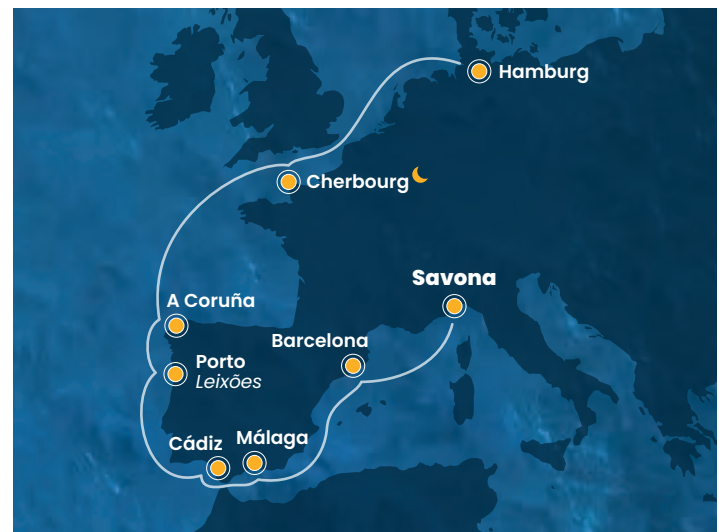 Hamburg
Cherbourg
Savona
A Coruña
Barcelona
Porto
Leixões
Cádiz
Málaga